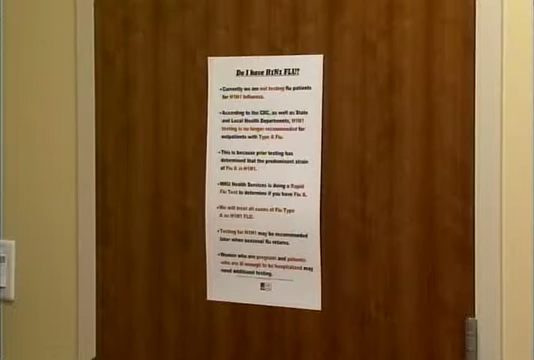 Do I have H1N1 FLU?
•Currently we are not testing flu patients
for H1N1 Influenza.
•According to the CDC, as well as State
and Local Health Departments, H1N1
testing is no longer recommended for
outpatients with Type A Flu.
•This is because prior testing has
determined that the predominant strain
of Flu A is H1N1.
•WKU Health Services is doing a Rapid
Flu Test to determine if you have Flu A.
•We will treat all cases of Flu Type
A as H1N1 FLU.
•Testing for H1N1 may be recommended
later when seasonal flu returns.
•Women who are pregnant and patients
who are ill enough to be hospitalized may
need additional testing.